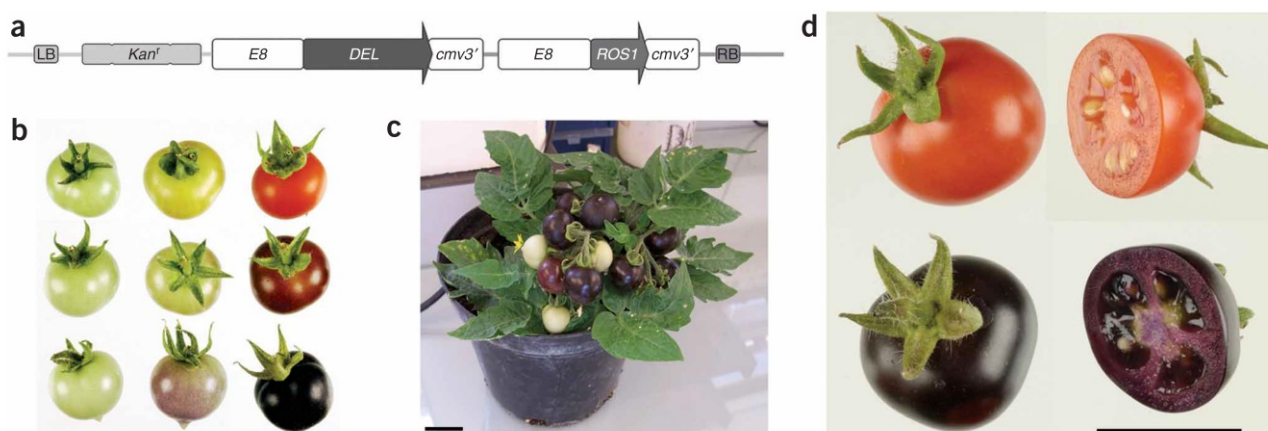 a
LB Kanʳ E8 DEL cmv3′ E8 ROS1 cmv3′ RB
b
c
d